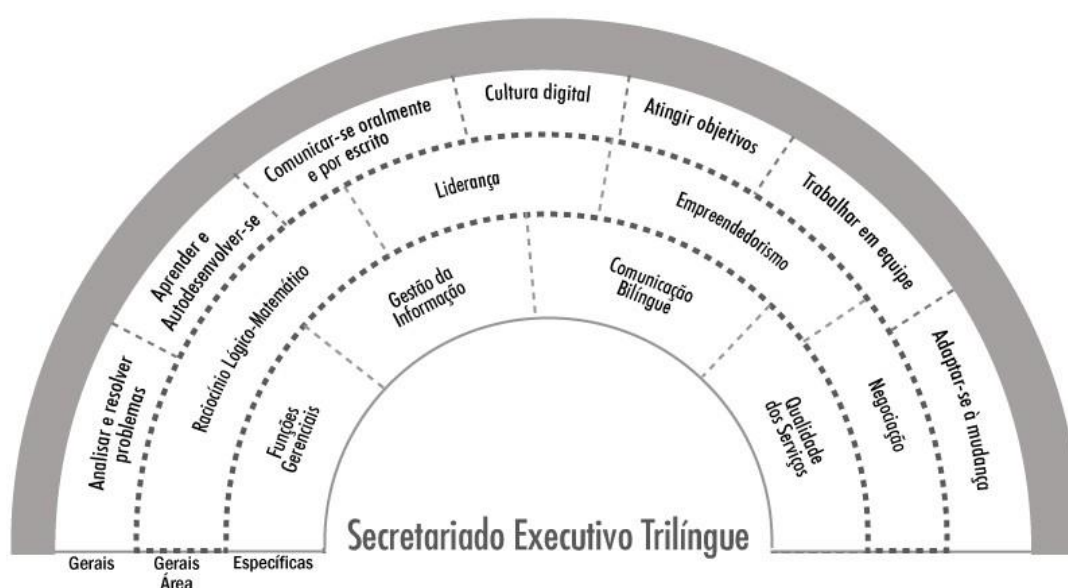 Analisar e resolver
problemas
Aprender e
Autodesenvolver-se
Comunicar-se oralmente
e por escrito
Cultura digital
Atingir objetivos
Trabalhar em equipe
Adaptar-se à mudança
Raciocínio Lógico-Matemático
Liderança
Empreendedorismo
Negociação
Funções
Gerenciais
Gestão da
Informação
Comunicação
Bilíngue
Qualidade
dos Serviços
Secretariado Executivo Trilíngue
Gerais
Gerais
Área
Específicas